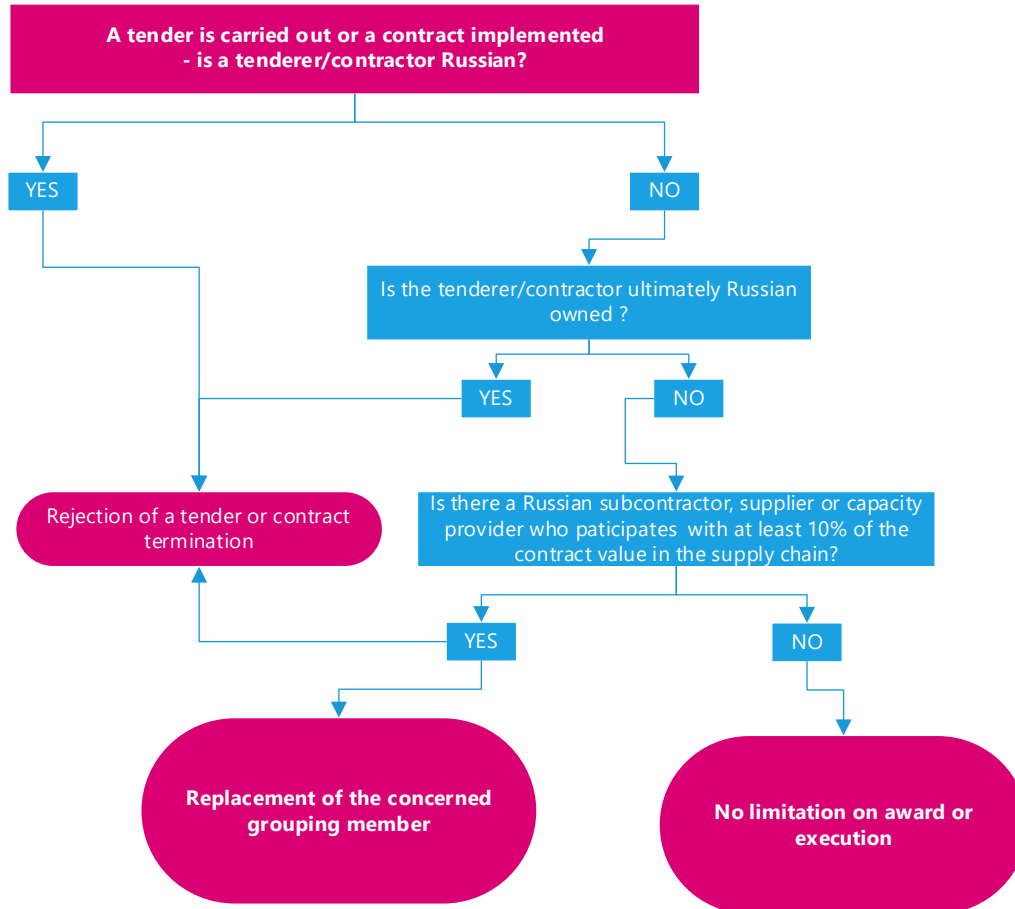 A tender is carried out or a contract implemented
- is a tenderer/contractor Russian?
YES
NO
Is the tenderer/contractor ultimately Russian
owned ?
YES
NO
Rejection of a tender or contract
termination
Is there a Russian subcontractor, supplier or capacity
provider who paticipates with at least 10% of the
contract value in the supply chain?
YES
NO
Replacement of the concerned
grouping member
No limitation on award or
execution